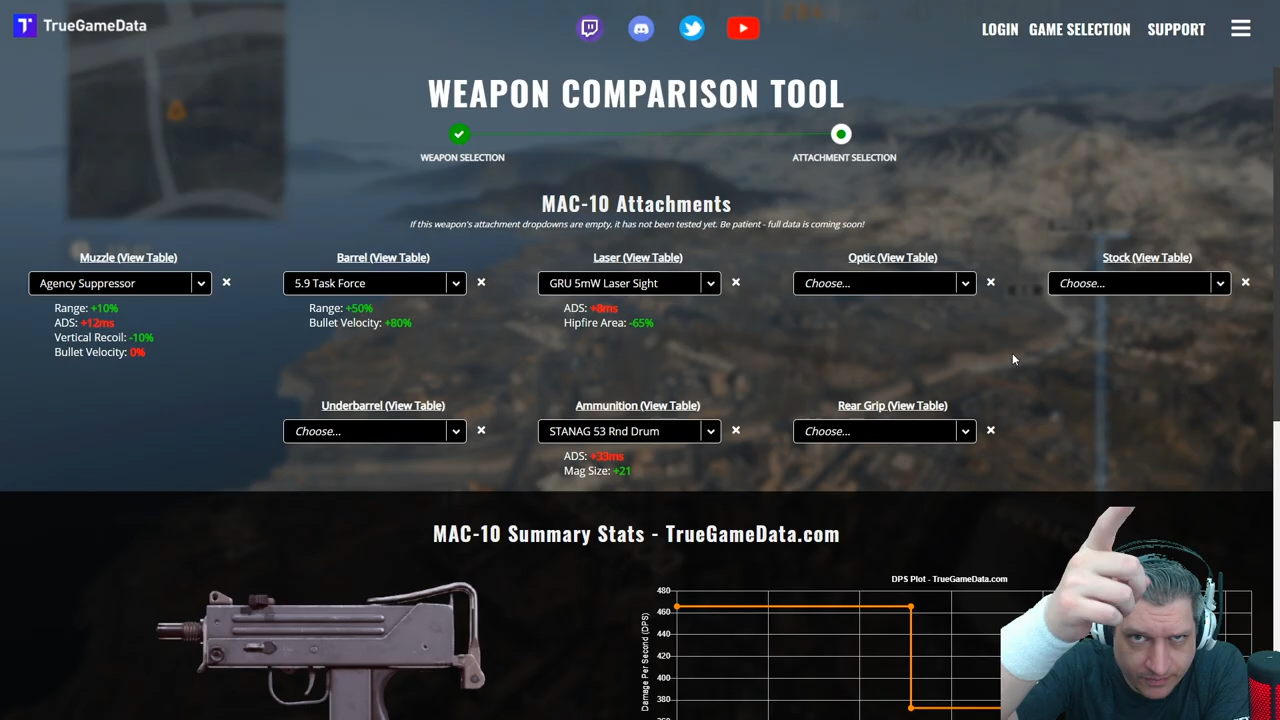 TrueGameData
LOGIN GAME SELECTION SUPPORT
WEAPON COMPARISON TOOL
WEAPON SELECTION
ATTACHMENT SELECTION
MAC-10 Attachments
If this weapon's attachment dropdowns are empty, it has not been tested yet. Be patient - full data is coming soon!
Muzzle (View Table)
Agency Suppressor
Range: +10%
ADS: +12ms
Vertical Recoil: -10%
Bullet Velocity: 0%
Barrel (View Table)
5.9 Task Force
Range: +50%
Bullet Velocity: +80%
Laser (View Table)
GRU 5mW Laser Sight
ADS: +8ms
Hipfire Area: -65%
Optic (View Table)
Choose...
Stock (View Table)
Choose...
Underbarrel (View Table)
Choose...
Ammunition (View Table)
STANAG 53 Rnd Drum
ADS: +33ms
Mag Size: +21
Rear Grip (View Table)
Choose...
MAC-10 Summary Stats - TrueGameData.com
DPS Plot - TrueGameData.com
Damage Per Second (DPS)
480
460
440
420
400
380